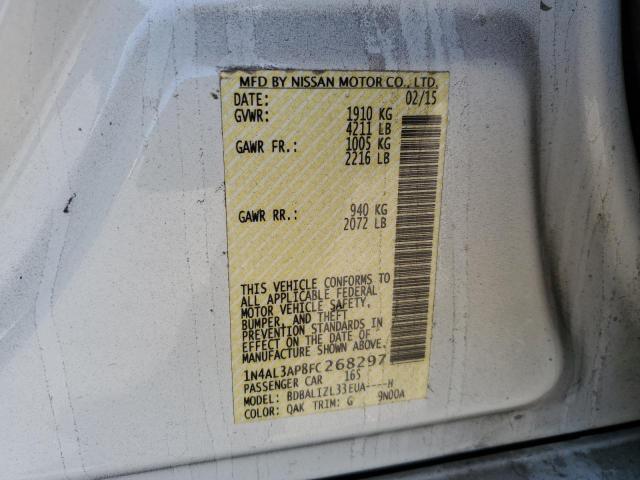 MFD BY NISSAN MOTOR CO., LTD.
DATE: 02/15
GVWR: 1910 KG
4211 LB
GAWR FR.: 1005 KG
2216 LB
GAWR RR.: 940 KG
2072 LB
THIS VEHICLE CONFORMS TO
ALL APPLICABLE FEDERAL
MOTOR VEHICLE SAFETY,
BUMPER, AND THEFT
PREVENTION STANDARDS IN
EFFECT ON THE DATE OF
MANUFACTURE SHOWN ABOVE.
1N4AL3AP8FC268297
PASSENGER CAR 165
MODEL: BDBALIZL33EUA----H
COLOR: QAK TRIM: G 9N00A